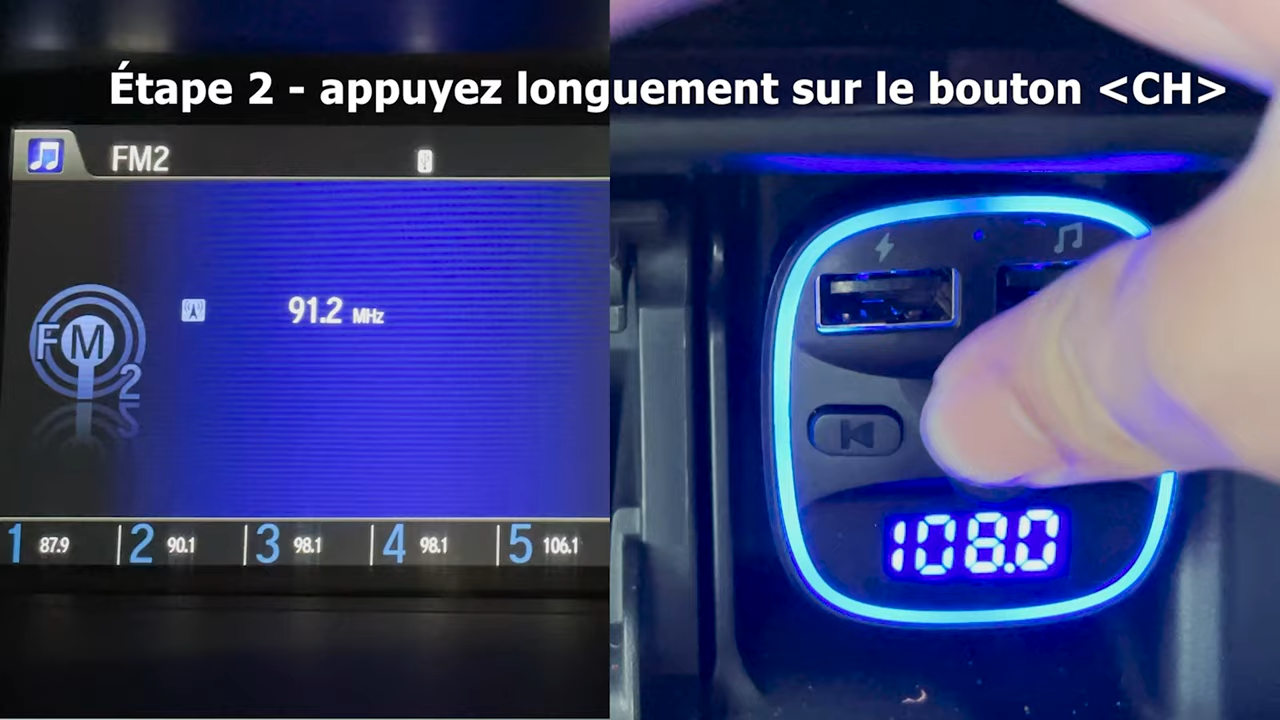 Étape 2 - appuyez longuement sur le bouton <CH>
FM2
91.2 MHz
FM2
1 87.9 2 90.1 3 98.1 4 98.1 5 106.1
108.0